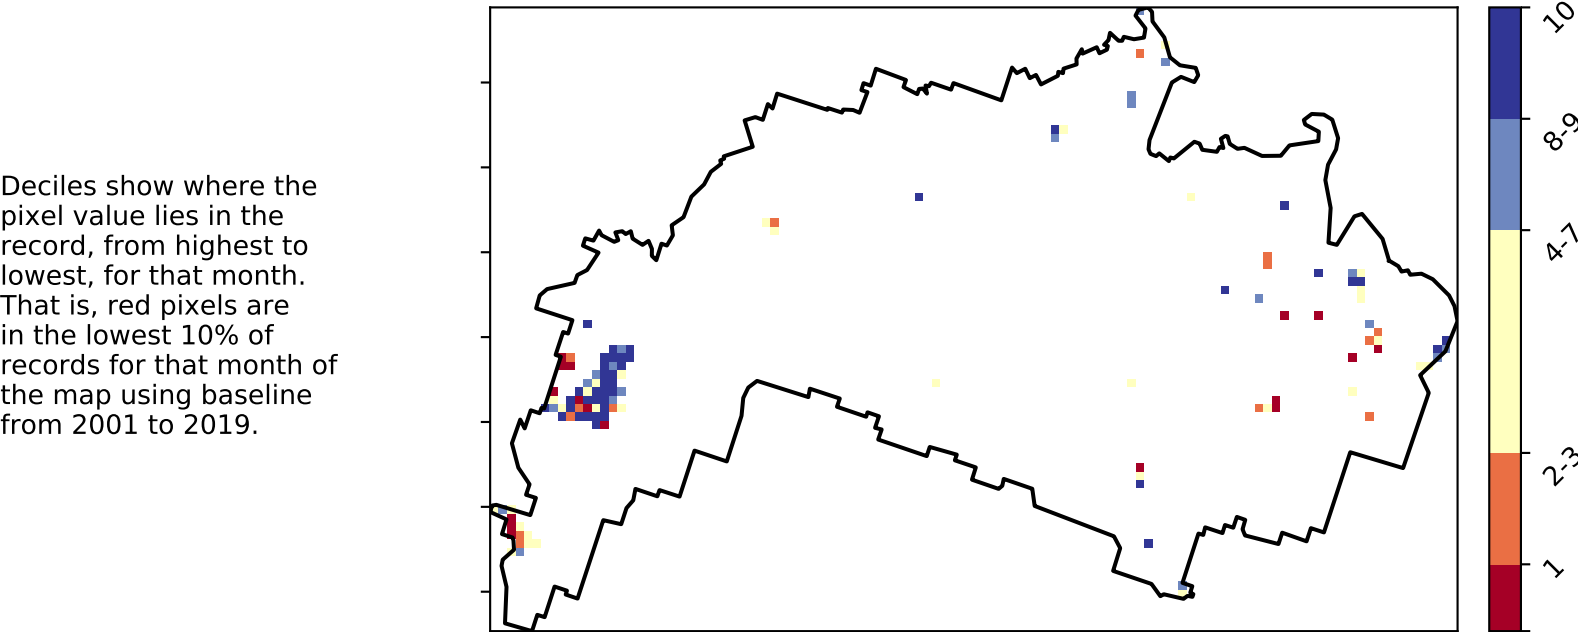 Deciles show where the
pixel value lies in the
record, from highest to
lowest, for that month.
That is, red pixels are
in the lowest 10% of
records for that month of
the map using baseline
from 2001 to 2019.
10
8-9
4-7
2-3
1